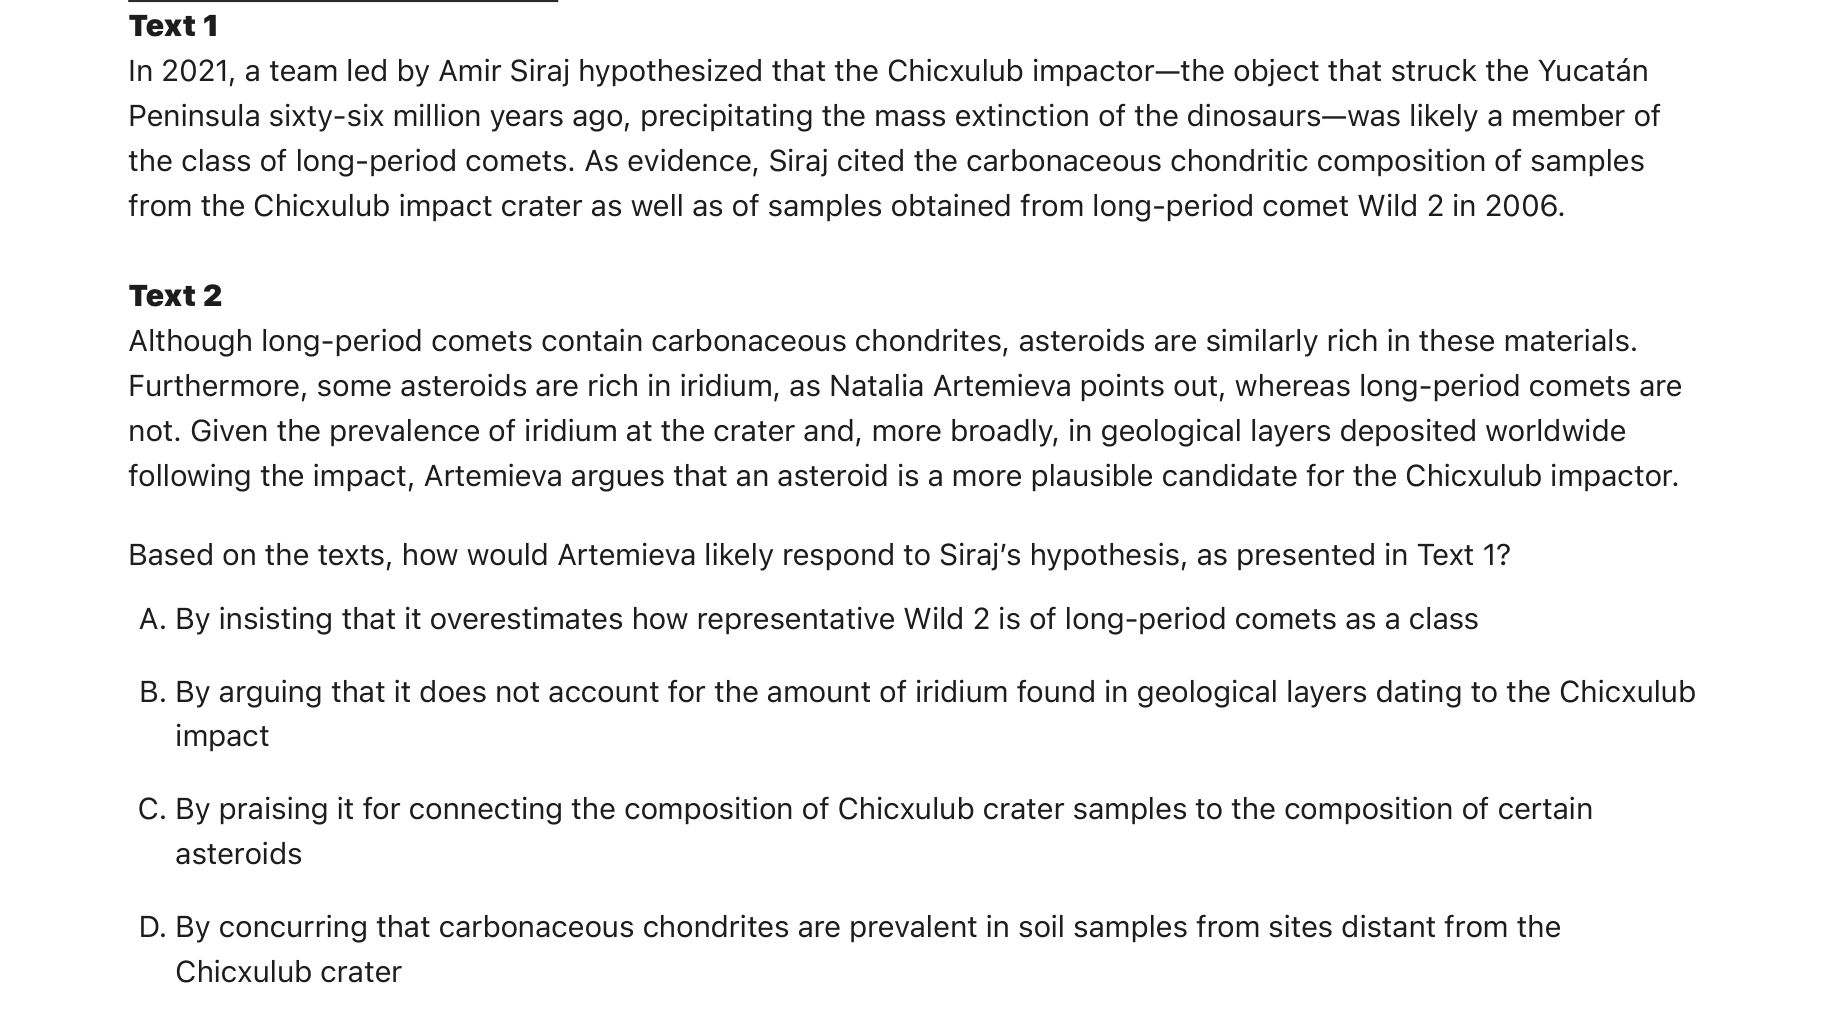 Text 1
In 2021, a team led by Amir Siraj hypothesized that the Chicxulub impactor—the object that struck the Yucatán
Peninsula sixty-six million years ago, precipitating the mass extinction of the dinosaurs—was likely a member of
the class of long-period comets. As evidence, Siraj cited the carbonaceous chondritic composition of samples
from the Chicxulub impact crater as well as of samples obtained from long-period comet Wild 2 in 2006.
Text 2
Although long-period comets contain carbonaceous chondrites, asteroids are similarly rich in these materials.
Furthermore, some asteroids are rich in iridium, as Natalia Artemieva points out, whereas long-period comets are
not. Given the prevalence of iridium at the crater and, more broadly, in geological layers deposited worldwide
following the impact, Artemieva argues that an asteroid is a more plausible candidate for the Chicxulub impactor.
Based on the texts, how would Artemieva likely respond to Siraj’s hypothesis, as presented in Text 1?
A. By insisting that it overestimates how representative Wild 2 is of long-period comets as a class
B. By arguing that it does not account for the amount of iridium found in geological layers dating to the Chicxulub
impact
C. By praising it for connecting the composition of Chicxulub crater samples to the composition of certain
asteroids
D. By concurring that carbonaceous chondrites are prevalent in soil samples from sites distant from the
Chicxulub crater